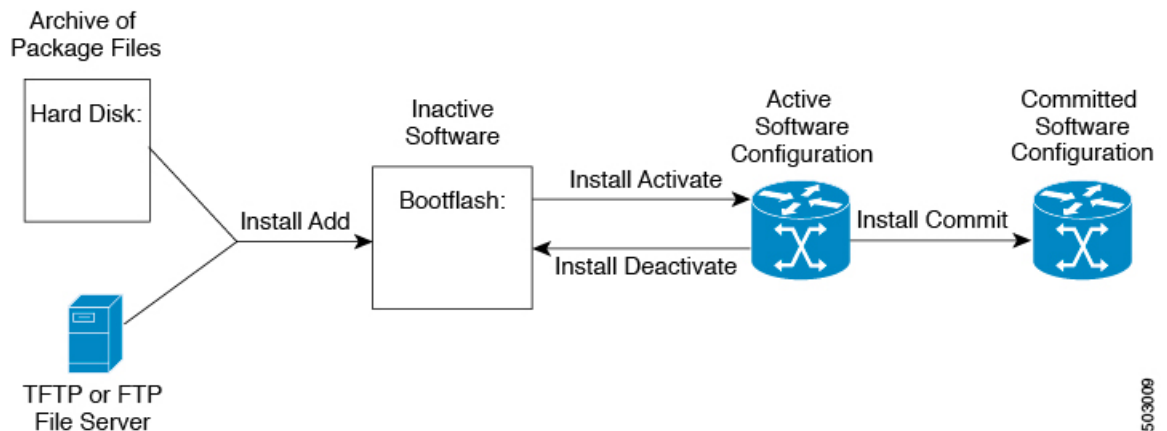 Archive of
Package Files
Hard Disk:
Inactive
Software
Bootflash:
Active
Software
Configuration
Committed
Software
Configuration
Install Add
Install Activate
Install Deactivate
Install Commit
TFTP or FTP
File Server
503009